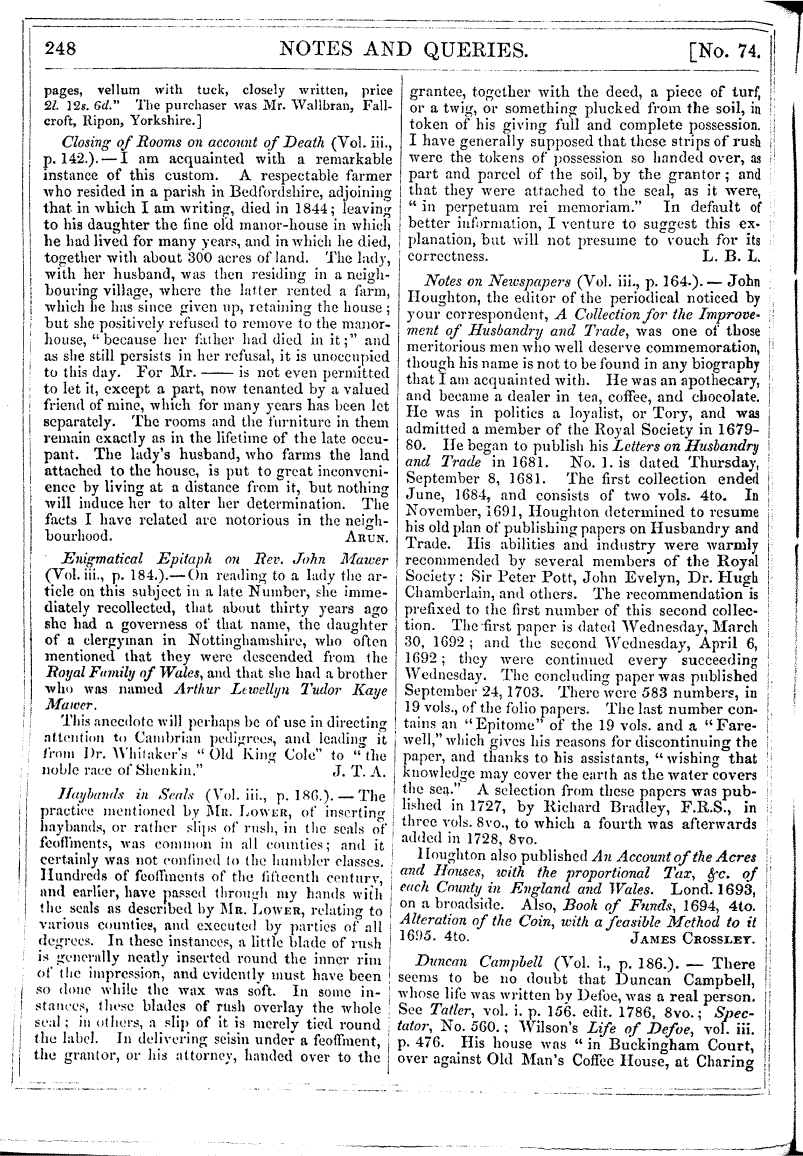 248 NOTES AND QUERIES. [No. 74.
pages, vellum with tuck, closely written, price
2l. 12s. 6d." The purchaser was Mr. Wallbran, Fall-
croft, Ripon, Yorkshire.]
Closing of Rooms on account of Death (Vol. iii.,
p. 142.).—I am acquainted with a remarkable
instance of this custom. A respectable farmer
who resided in a parish in Bedfordshire, adjoining
that in which I am writing, died in 1844; leaving
to his daughter the fine old manor-house in which
he had lived for many years, and in which he died,
together with about 300 acres of land. The lady,
with her husband, was then residing in a neigh-
bouring village, where the latter rented a farm,
which he has since given up, retaining the house;
but she positively refused to remove to the manor-
house, "because her father had died in it;" and
as she still persists in her refusal, it is unoccupied
to this day. For Mr. —— is not even permitted
to let it, except a part, now tenanted by a valued
friend of mine, which for many years has been let
separately. The rooms and the furniture in them
remain exactly as in the lifetime of the late occu-
pant. The lady's husband, who farms the land
attached to the house, is put to great inconveni-
ence by living at a distance from it, but nothing
will induce her to alter her determination. The
facts I have related are notorious in the neigh-
bourhood. ARUN.
Enigmatical Epitaph on Rev. John Mawer
(Vol. iii., p. 184.).—On reading to a lady the ar-
ticle on this subject in a late Number, she imme-
diately recollected, that about thirty years ago
she had a governess of that name, the daughter
of a clergyman in Nottinghamshire, who often
mentioned that they were descended from the
Royal Family of Wales, and that she had a brother
who was named Arthur Lewellyn Tudor Kaye
Mawer.
This anecdote will perhaps be of use in directing
attention to Cambrian pedigrees, and leading it
from Dr. Whitaker's "Old King Cole" to "the
noble race of Shenkin." J. T. A.
Haybands in Seals (Vol. iii., p. 186.).—The
practice mentioned by MR. LOWER, of inserting
haybands, or rather slips of rush, in the seals of
feoffments, was common in all counties; and it
certainly was not confined to the humbler classes.
Hundreds of feoffments of the fifteenth century,
and earlier, have passed through my hands with
the seals as described by MR. LOWER, relating to
various counties, and executed by parties of all
degrees. In these instances, a little blade of rush
is generally neatly inserted round the inner rim
of the impression, and evidently must have been
so done while the wax was soft. In some in-
stances, these blades of rush overlay the whole
seal; in others, a slip of it is merely tied round
the label. In delivering seisin under a feoffment,
the grantor, or his attorney, handed over to the
grantee, together with the deed, a piece of turf,
or a twig, or something plucked from the soil, in
token of his giving full and complete possession.
I have generally supposed that these strips of rush
were the tokens of possession so handed over, as
part and parcel of the soil, by the grantor; and
that they were attached to the seal, as it were,
"in perpetuam rei memoriam." In default of
better information, I venture to suggest this ex-
planation, but will not presume to vouch for its
correctness. L. B. L.
Notes on Newspapers (Vol. iii., p. 164.).—John
Houghton, the editor of the periodical noticed by
your correspondent, A Collection for the Improve-
ment of Husbandry and Trade, was one of those
meritorious men who well deserve commemoration,
though his name is not to be found in any biography
that I am acquainted with. He was an apothecary,
and became a dealer in tea, coffee, and chocolate.
He was in politics a loyalist, or Tory, and was
admitted a member of the Royal Society in 1679-
80. He began to publish his Letters on Husbandry
and Trade in 1681. No. 1. is dated Thursday,
September 8, 1681. The first collection ended
June, 1684, and consists of two vols. 4to. In
November, 1691, Houghton determined to resume
his old plan of publishing papers on Husbandry and
Trade. His abilities and industry were warmly
recommended by several members of the Royal
Society: Sir Peter Pott, John Evelyn, Dr. Hugh
Chamberlain, and others. The recommendation is
prefixed to the first number of this second collec-
tion. The first paper is dated Wednesday, March
30, 1692; and the second Wednesday, April 6,
1692; they were continued every succeeding
Wednesday. The concluding paper was published
September 24, 1703. There were 583 numbers, in
19 vols., of the folio papers. The last number con-
tains an "Epitome" of the 19 vols. and a "Fare-
well," which gives his reasons for discontinuing the
paper, and thanks to his assistants, "wishing that
knowledge may cover the earth as the water covers
the sea." A selection from these papers was pub-
lished in 1727, by Richard Bradley, F.R.S., in
three vols. 8vo., to which a fourth was afterwards
added in 1728, 8vo.
Houghton also published An Account of the Acres
and Houses, with the proportional Tax, &c. of
each County in England and Wales. Lond. 1693,
on a broadside. Also, Book of Funds, 1694, 4to.
Alteration of the Coin, with a feasible Method to it
1695. 4to. JAMES CROSSLEY.
Duncan Campbell (Vol. i., p. 186.).—There
seems to be no doubt that Duncan Campbell,
whose life was written by Defoe, was a real person.
See Tatler, vol. i. p. 156. edit. 1786, 8vo.; Spec-
tator, No. 560.; Wilson's Life of Defoe, vol. iii.
p. 476. His house was "in Buckingham Court,
over against Old Man's Coffee House, at Charing